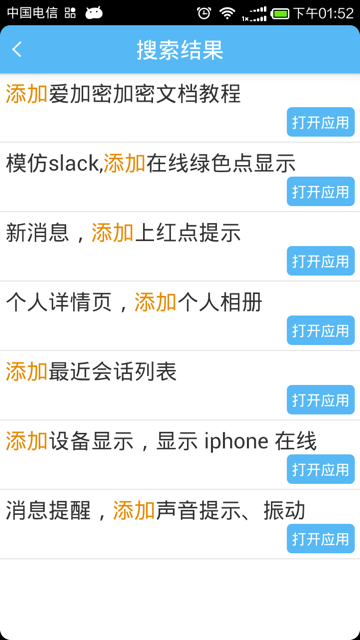 中国电信 下午01:52
搜索结果
添加爱加密加密文档教程
打开应用
模仿slack,添加在线绿色点显示
打开应用
新消息，添加上红点提示
打开应用
个人详情页，添加个人相册
打开应用
添加最近会话列表
打开应用
添加设备显示，显示 iphone 在线
打开应用
消息提醒，添加声音提示、振动
打开应用